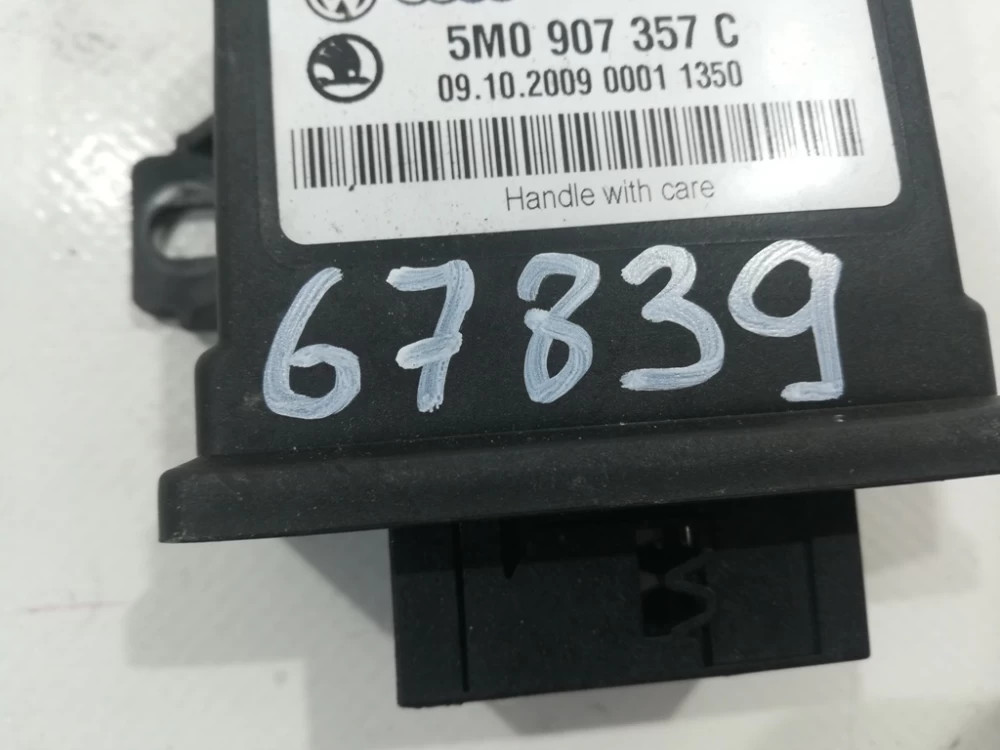 5M0 907 357 C
09.10.2009 0001 1350
Handle with care
67839